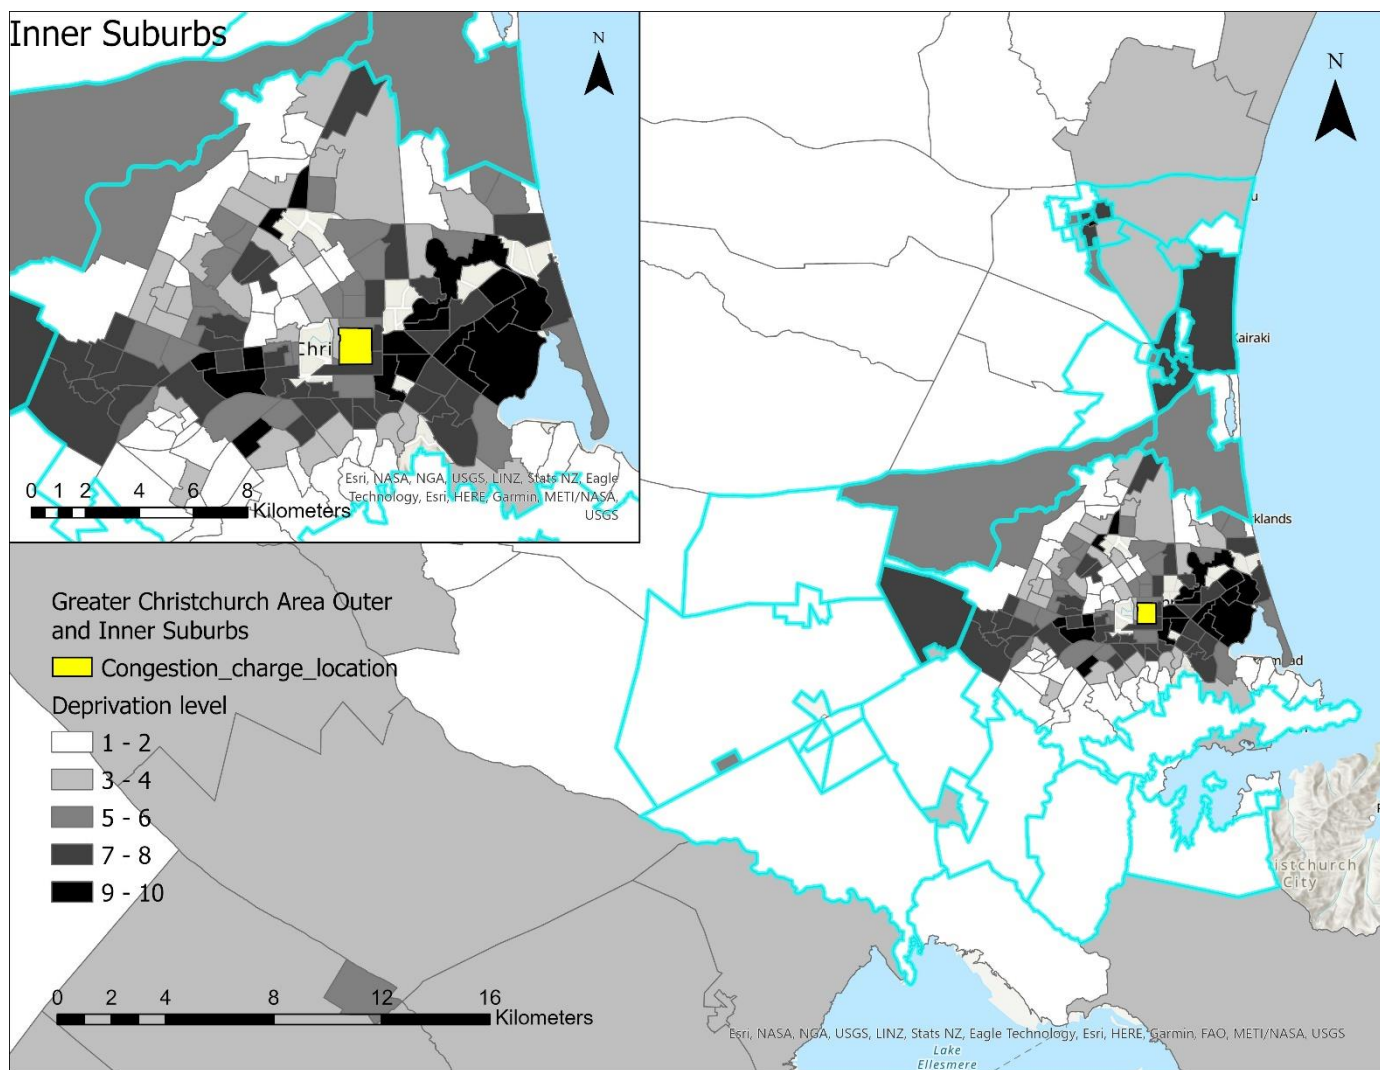 Inner Suburbs
N
N
u
Kairaki
Chri
Esri, NASA, NGA, USGS, LINZ, Stats NZ, Eagle
Technology, Esri, HERE, Garmin, METI/NASA,
USGS
0 1 2 4 6 8
Kilometers
rklands
Greater Christchurch Area Outer
and Inner Suburbs
Congestion_charge_location
Deprivation level
1 - 2
3 - 4
5 - 6
7 - 8
9 - 10
istchurch
City
0 2 4 8 12 16
Kilometers
Esri, NASA, NGA, USGS, LINZ, Stats NZ, Eagle Technology, Esri, HERE, Garmin, FAO, METI/NASA, USGS
Lake
Ellesmere